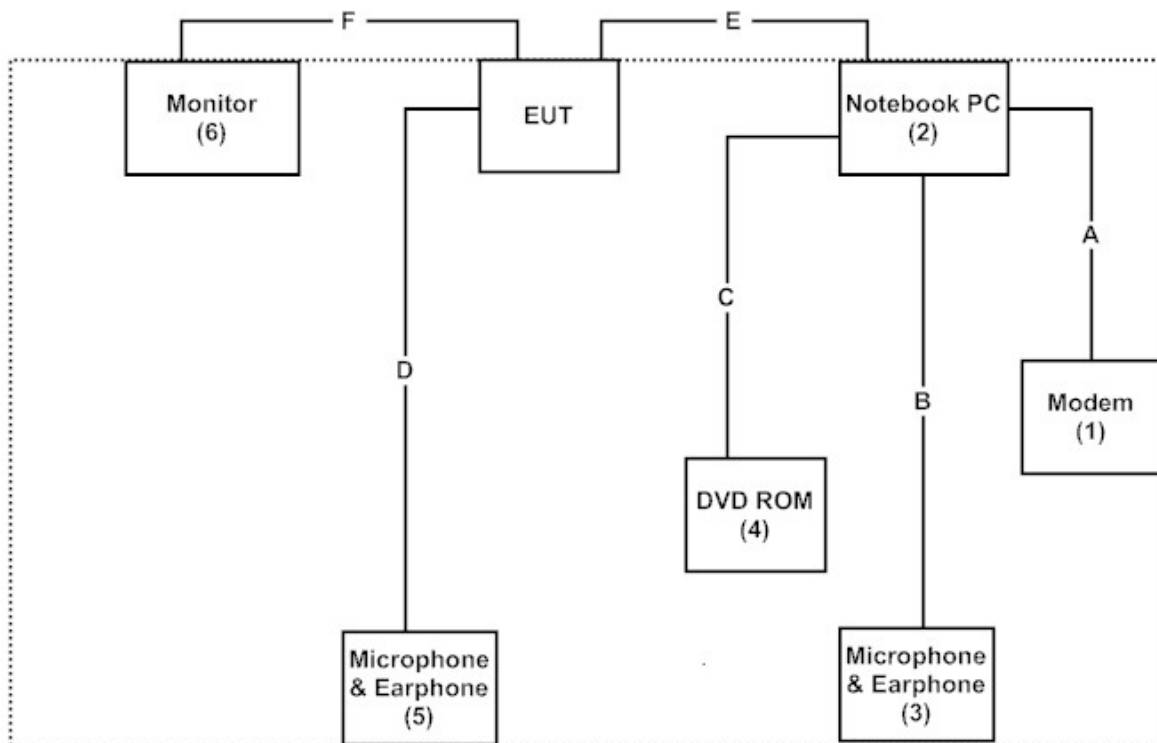 F
E
Monitor
(6)
EUT
Notebook PC
(2)
A
C
D
B
Modem
(1)
DVD ROM
(4)
Microphone
& Earphone
(5)
Microphone
& Earphone
(3)